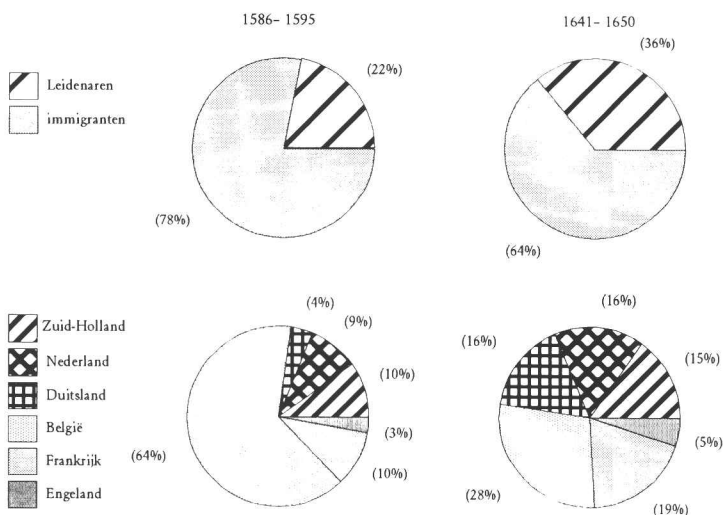 1586- 1595
1641- 1650
Leidenaren
immigranten
(22%)
(78%)
(36%)
(64%)
Zuid-Holland
Nederland
Duitsland
België
Frankrijk
Engeland
(4%)
(9%)
(10%)
(3%)
(10%)
(64%)
(16%)
(16%)
(15%)
(5%)
(19%)
(28%)